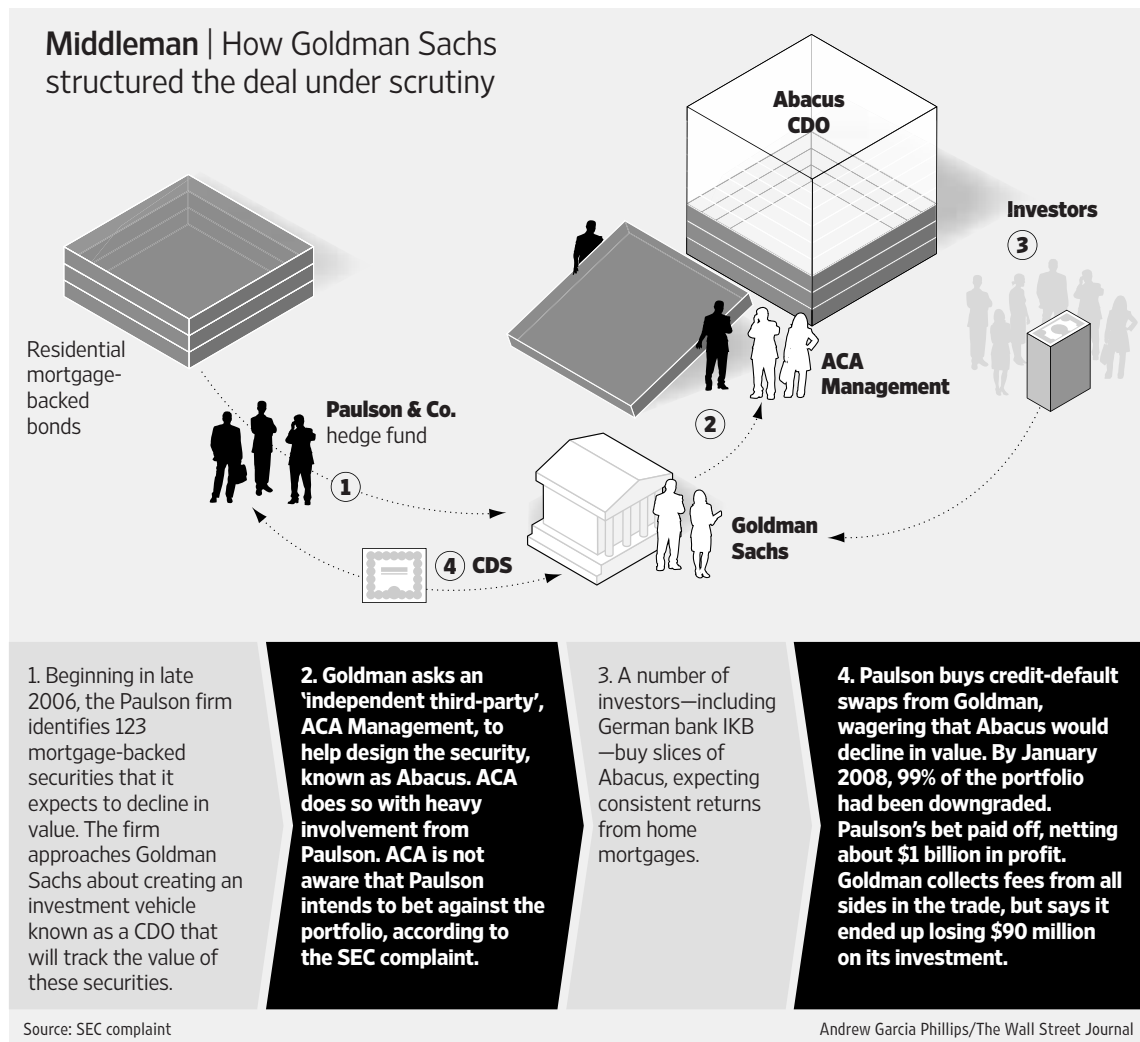 Middleman | How Goldman Sachs
structured the deal under scrutiny
Abacus
CDO
Investors
3
Residential
mortgage-
backed
bonds
Paulson & Co.
hedge fund
1
ACA
Management
2
Goldman
Sachs
4 CDS
1. Beginning in late
2006, the Paulson firm
identifies 123
mortgage-backed
securities that it
expects to decline in
value. The firm
approaches Goldman
Sachs about creating an
investment vehicle
known as a CDO that
will track the value of
these securities.
2. Goldman asks an
‘independent third-party’,
ACA Management, to
help design the security,
known as Abacus. ACA
does so with heavy
involvement from
Paulson. ACA is not
aware that Paulson
intends to bet against the
portfolio, according to
the SEC complaint.
3. A number of
investors—including
German bank IKB
—buy slices of
Abacus, expecting
consistent returns
from home
mortgages.
4. Paulson buys credit-default
swaps from Goldman,
wagering that Abacus would
decline in value. By January
2008, 99% of the portfolio
had been downgraded.
Paulson’s bet paid off, netting
about $1 billion in profit.
Goldman collects fees from all
sides in the trade, but says it
ended up losing $90 million
on its investment.
Source: SEC complaint
Andrew Garcia Phillips/The Wall Street Journal